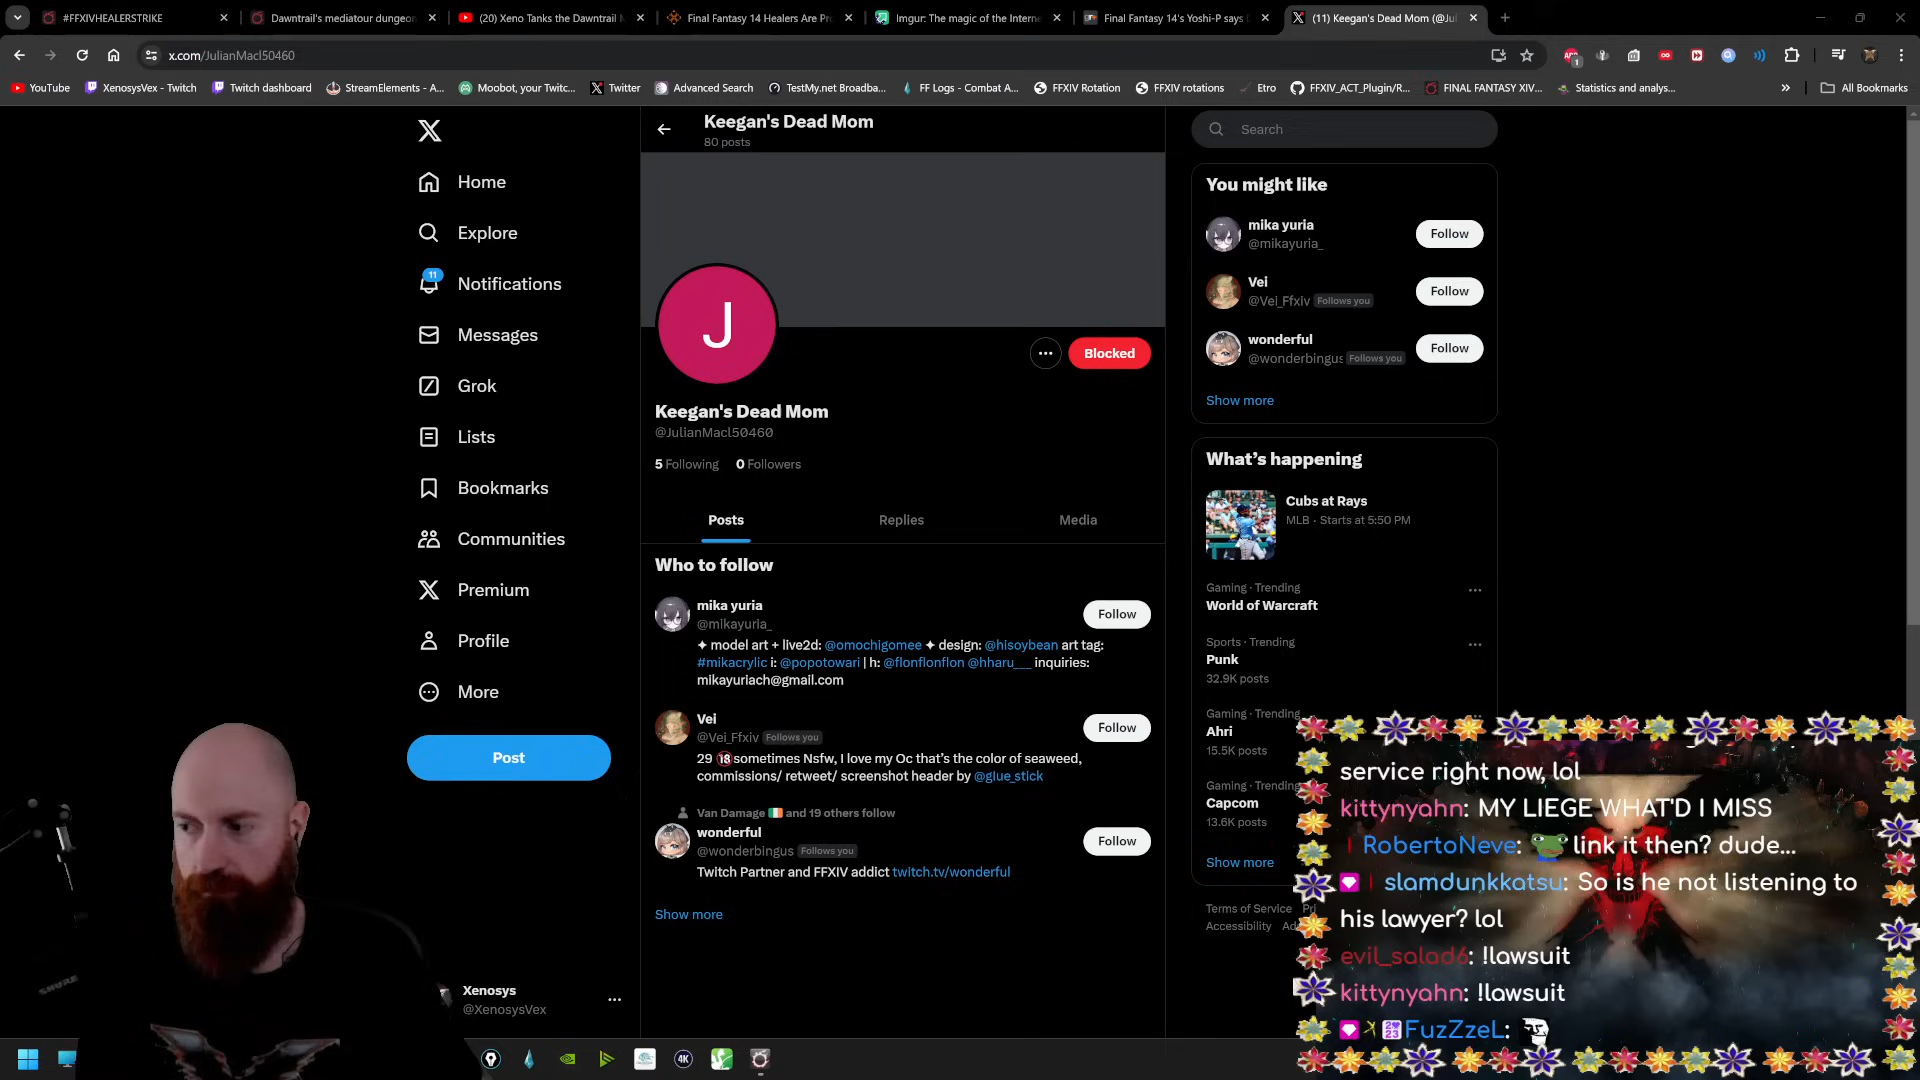 #FFXIVHEALERSTRIKE
Dawntrail's mediatour dungeon
(20) Xeno Tanks the Dawntrail
Final Fantasy 14 Healers Are Pr
Imgur: The magic of the Interne
Final Fantasy 14's Yoshi-P says
(11) Keegan's Dead Mom (@Jul
x.com/JulianMacl50460
1
YouTube
XenosysVex - Twitch
Twitch dashboard
StreamElements - A...
Moobot, your Twitc...
Twitter
Advanced Search
TestMy.net Broadba...
FF Logs - Combat A...
FFXIV Rotation
FFXIV rotations
Etro
FFXIV_ACT_Plugin/R...
FINAL FANTASY XIV...
Statistics and analys...
»
All Bookmarks
Home
Explore
11
Notifications
Messages
Grok
Lists
Bookmarks
Communities
Premium
Profile
More
Post
Xenosys
@XenosysVex
Keegan's Dead Mom
80 posts
J
Blocked
Keegan's Dead Mom
@JulianMacl50460
5 Following 0 Followers
Posts Replies Media
Who to follow
mika yuria
@mikayuria_
Follow
✦ model art + live2d: @omochigomee ✦ design: @hisoybean art tag:
#mikacrylic i: @popotowari | h: @flonflonflon @hharu___ inquiries:
mikayuriach@gmail.com
Vei
@Vei_Ffxiv Follows you
Follow
29 🔞sometimes Nsfw, I love my Oc that's the color of seaweed,
commissions/ retweet/ screenshot header by @glue_stick
Van Damage 🇮🇪 and 19 others follow
wonderful
@wonderbingus Follows you
Follow
Twitch Partner and FFXIV addict twitch.tv/wonderful
Show more
Search
You might like
mika yuria
@mikayuria_
Follow
Vei
@Vei_Ffxiv Follows you
Follow
wonderful
@wonderbingus Follows you
Follow
Show more
What's happening
Cubs at Rays
MLB · Starts at 5:50 PM
Gaming · Trending
World of Warcraft
Sports · Trending
Punk
32.9K posts
Gaming · Trending
Ahri
15.5K posts
Gaming · Trending
Capcom
13.6K posts
Show more
Terms of Service Pri
Accessibility Ad
service right now, lol
kittynyahn: MY LIEGE WHAT'D I MISS
RobertoNeve: link it then? dude...
slamdunkkatsu: So is he not listening to
his lawyer? lol
evil_salad6: !lawsuit
kittynyahn: !lawsuit
FuzZzeL:
SHURE
4K